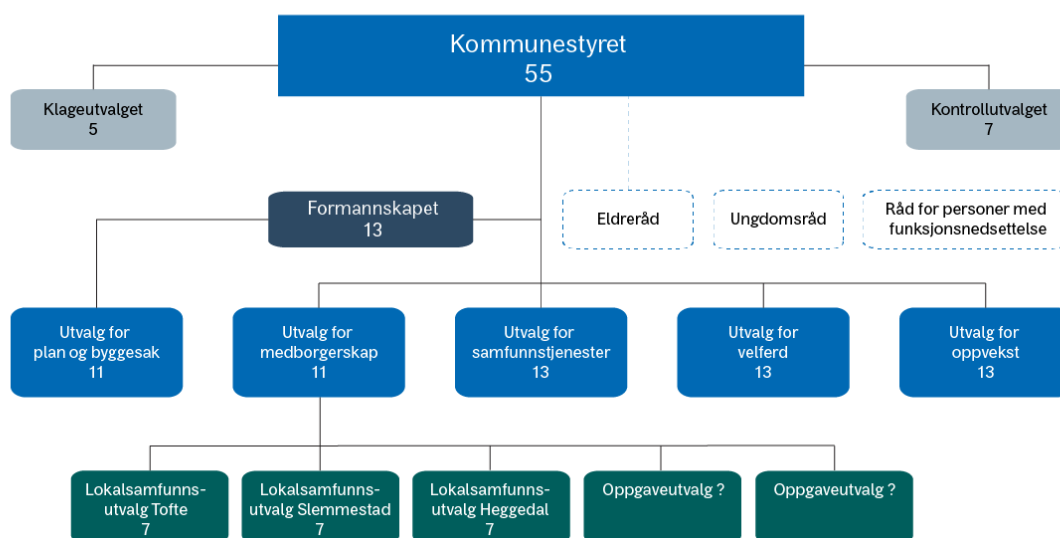 Kommunestyret
55
Klageutvalget
5
Kontrollutvalget
7
Formannskapet
13
Eldreråd
Ungdomsråd
Råd for personer med
funksjonsnedsettelse
Utvalg for
plan og byggesak
11
Utvalg for
medborgerskap
11
Utvalg for
samfunnstjenester
13
Utvalg for
velferd
13
Utvalg for
oppvekst
13
Lokalsamfunns-
utvalg Tofte
7
Lokalsamfunns-
utvalg Slemmestad
7
Lokalsamfunns-
utvalg Heggedal
7
Oppgaveutvalg ?
Oppgaveutvalg ?